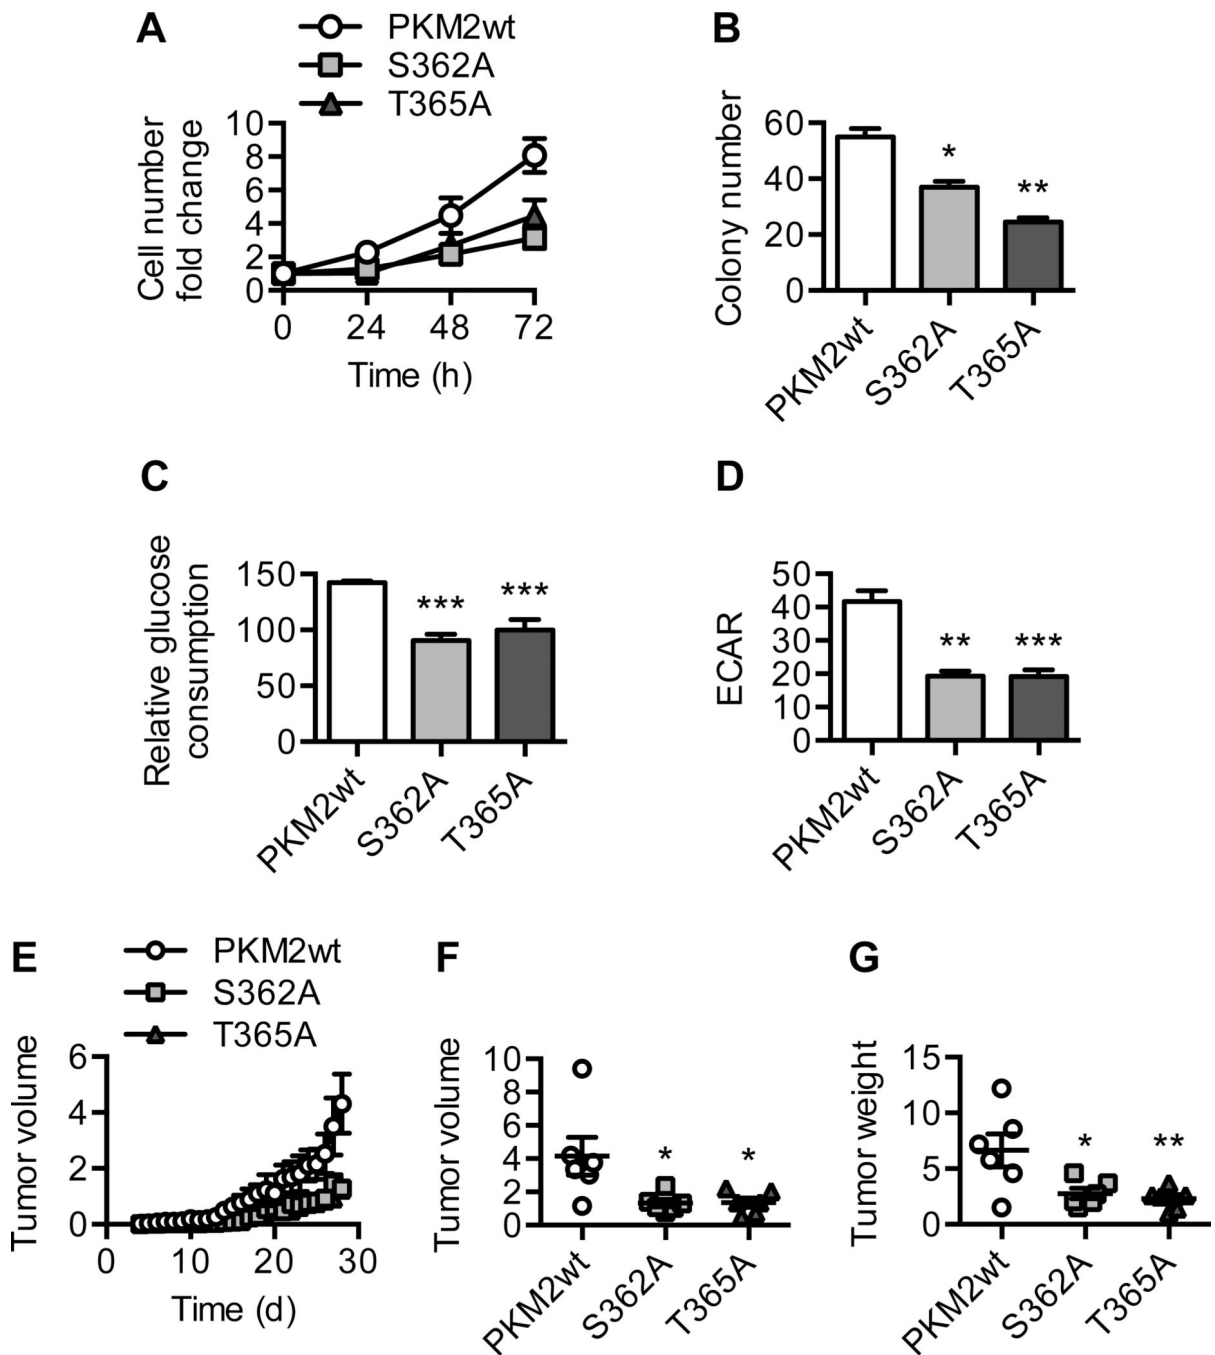 A
PKM2wt
S362A
T365A
Cell number
fold change
10
8
6
4
2
0
0 24 48 72
Time (h)
B
Colony number
60
40
20
0
*
**
PKM2wt
S362A
T365A
C
Relative glucose
consumption
150
100
50
0
***
***
PKM2wt
S362A
T365A
D
ECAR
50
40
30
20
10
0
**
***
PKM2wt
S362A
T365A
E
PKM2wt
S362A
T365A
Tumor volume
6
4
2
0
0 10 20 30
Time (d)
F
Tumor volume
10
8
6
4
2
0
*
*
PKM2wt
S362A
T365A
G
Tumor weight
15
10
5
0
*
**
PKM2wt
S362A
T365A